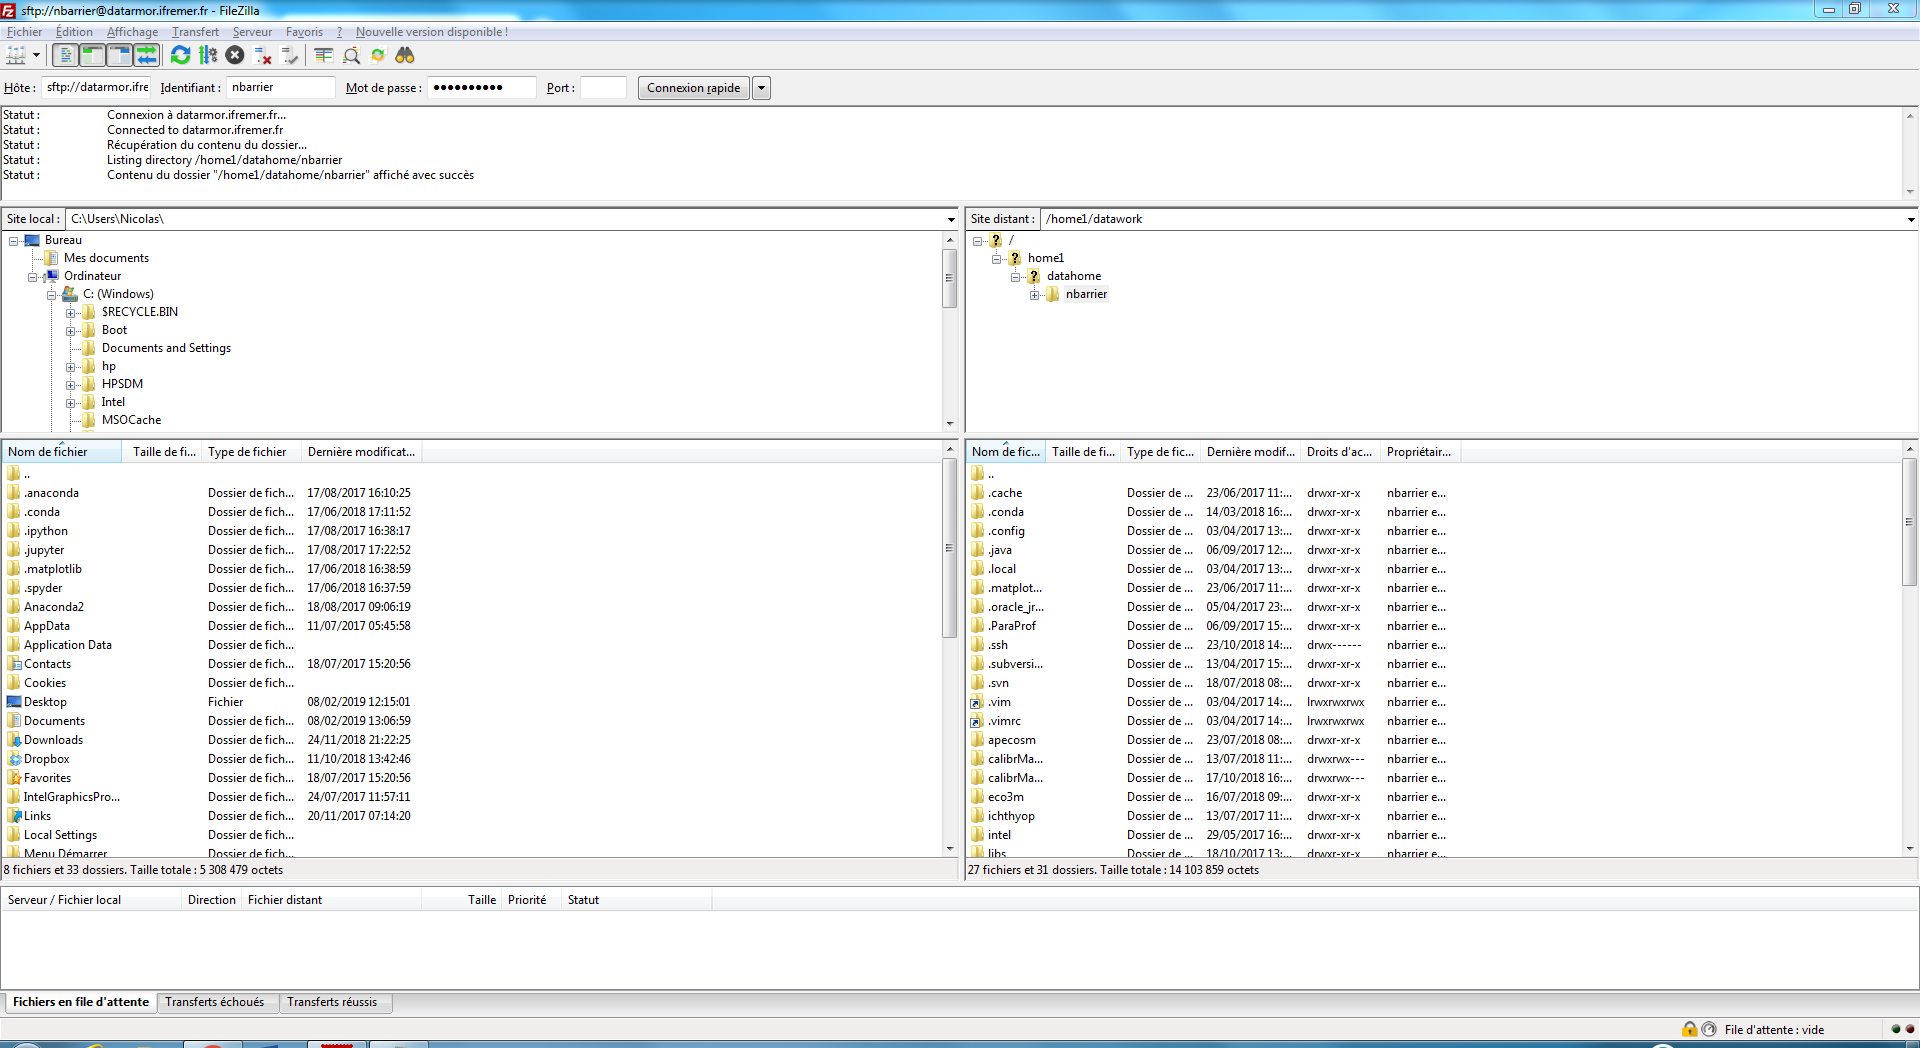 sftp://nbarrier@datarmor.ifremer.fr - FileZilla
Fichier Édition Affichage Transfert Serveur Favoris ? Nouvelle version disponible !
Hôte : sftp://datarmor.ifre Identifiant : nbarrier Mot de passe : ●●●●●●●●●● Port : Connexion rapide
Statut : Connexion à datarmor.ifremer.fr...
Statut : Connected to datarmor.ifremer.fr
Statut : Récupération du contenu du dossier...
Statut : Listing directory /home1/datahome/nbarrier
Statut : Contenu du dossier "/home1/datahome/nbarrier" affiché avec succès
Site local : C:\Users\Nicolas\
Bureau
Mes documents
Ordinateur
C: (Windows)
$RECYCLE.BIN
Boot
Documents and Settings
hp
HPSDM
Intel
MSOCache
Site distant : /home1/datawork
/
home1
datahome
nbarrier
Nom de fichier Taille de fi... Type de fichier Dernière modificat...
..
.anaconda Dossier de fich... 17/08/2017 16:10:25
.conda Dossier de fich... 17/06/2018 17:11:52
.ipython Dossier de fich... 17/08/2017 16:38:17
.jupyter Dossier de fich... 17/08/2017 17:22:52
.matplotlib Dossier de fich... 17/06/2018 16:38:59
.spyder Dossier de fich... 17/06/2018 16:37:59
Anaconda2 Dossier de fich... 18/08/2017 09:06:19
AppData Dossier de fich... 11/07/2017 05:45:58
Application Data Dossier de fich...
Contacts Dossier de fich... 18/07/2017 15:20:56
Cookies Dossier de fich...
Desktop Fichier 08/02/2019 12:15:01
Documents Dossier de fich... 08/02/2019 13:06:59
Downloads Dossier de fich... 24/11/2018 21:22:25
Dropbox Dossier de fich... 11/10/2018 13:42:46
Favorites Dossier de fich... 18/07/2017 15:20:56
IntelGraphicsPro... Dossier de fich... 24/07/2017 11:57:11
Links Dossier de fich... 20/11/2017 07:14:20
Local Settings Dossier de fich...
Menu Démarrer Dossier de fich...
8 fichiers et 33 dossiers. Taille totale : 5 308 479 octets
Nom de fic... Taille de fi... Type de fic... Dernière modif... Droits d'ac... Propriétair...
..
.cache Dossier de ... 23/06/2017 11:... drwxr-xr-x nbarrier e...
.conda Dossier de ... 14/03/2018 16:... drwxr-xr-x nbarrier e...
.config Dossier de ... 03/04/2017 13:... drwxr-xr-x nbarrier e...
.java Dossier de ... 06/09/2017 12:... drwxr-xr-x nbarrier e...
.local Dossier de ... 03/04/2017 13:... drwxr-xr-x nbarrier e...
.matplot... Dossier de ... 23/06/2017 11:... drwxr-xr-x nbarrier e...
.oracle_jr... Dossier de ... 05/04/2017 23:... drwxr-xr-x nbarrier e...
.ParaProf Dossier de ... 06/09/2017 15:... drwxr-xr-x nbarrier e...
.ssh Dossier de ... 23/10/2018 14:... drwx------ nbarrier e...
.subversi... Dossier de ... 13/04/2017 15:... drwxr-xr-x nbarrier e...
.svn Dossier de ... 18/07/2018 08:... drwxr-xr-x nbarrier e...
.vim Dossier de ... 03/04/2017 14:... lrwxrwxrwx nbarrier e...
.vimrc Dossier de ... 03/04/2017 14:... lrwxrwxrwx nbarrier e...
apecosm Dossier de ... 23/07/2018 08:... drwxr-xr-x nbarrier e...
calibrMa... Dossier de ... 13/07/2018 11:... drwxrwx--- nbarrier e...
calibrMa... Dossier de ... 17/10/2018 16:... drwxrwx--- nbarrier e...
eco3m Dossier de ... 16/07/2018 09:... drwxr-xr-x nbarrier e...
ichthyop Dossier de ... 13/07/2017 11:... drwxr-xr-x nbarrier e...
intel Dossier de ... 29/05/2017 16:... drwxr-xr-x nbarrier e...
libs Dossier de ... 18/10/2017 13:... drwxr-xr-x nbarrier e...
27 fichiers et 31 dossiers. Taille totale : 14 103 859 octets
Serveur / Fichier local Direction Fichier distant Taille Priorité Statut
Fichiers en file d'attente Transferts échoués Transferts réussis
File d'attente : vide